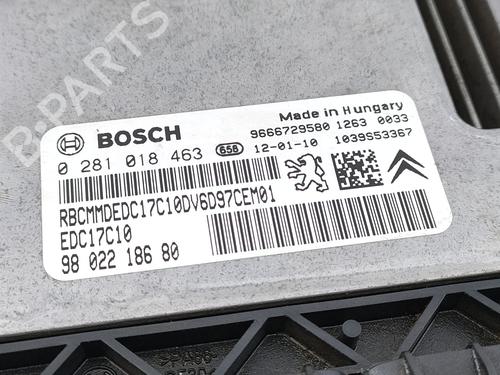 B-PARTS
BOSCH
Made in Hungary
9666729580 1263 0033
0 281 018 463 658 12-01-10 1039S53367
RBCMMDEDC17C10DV6D97CEM01
EDC17C10
98 022 186 80